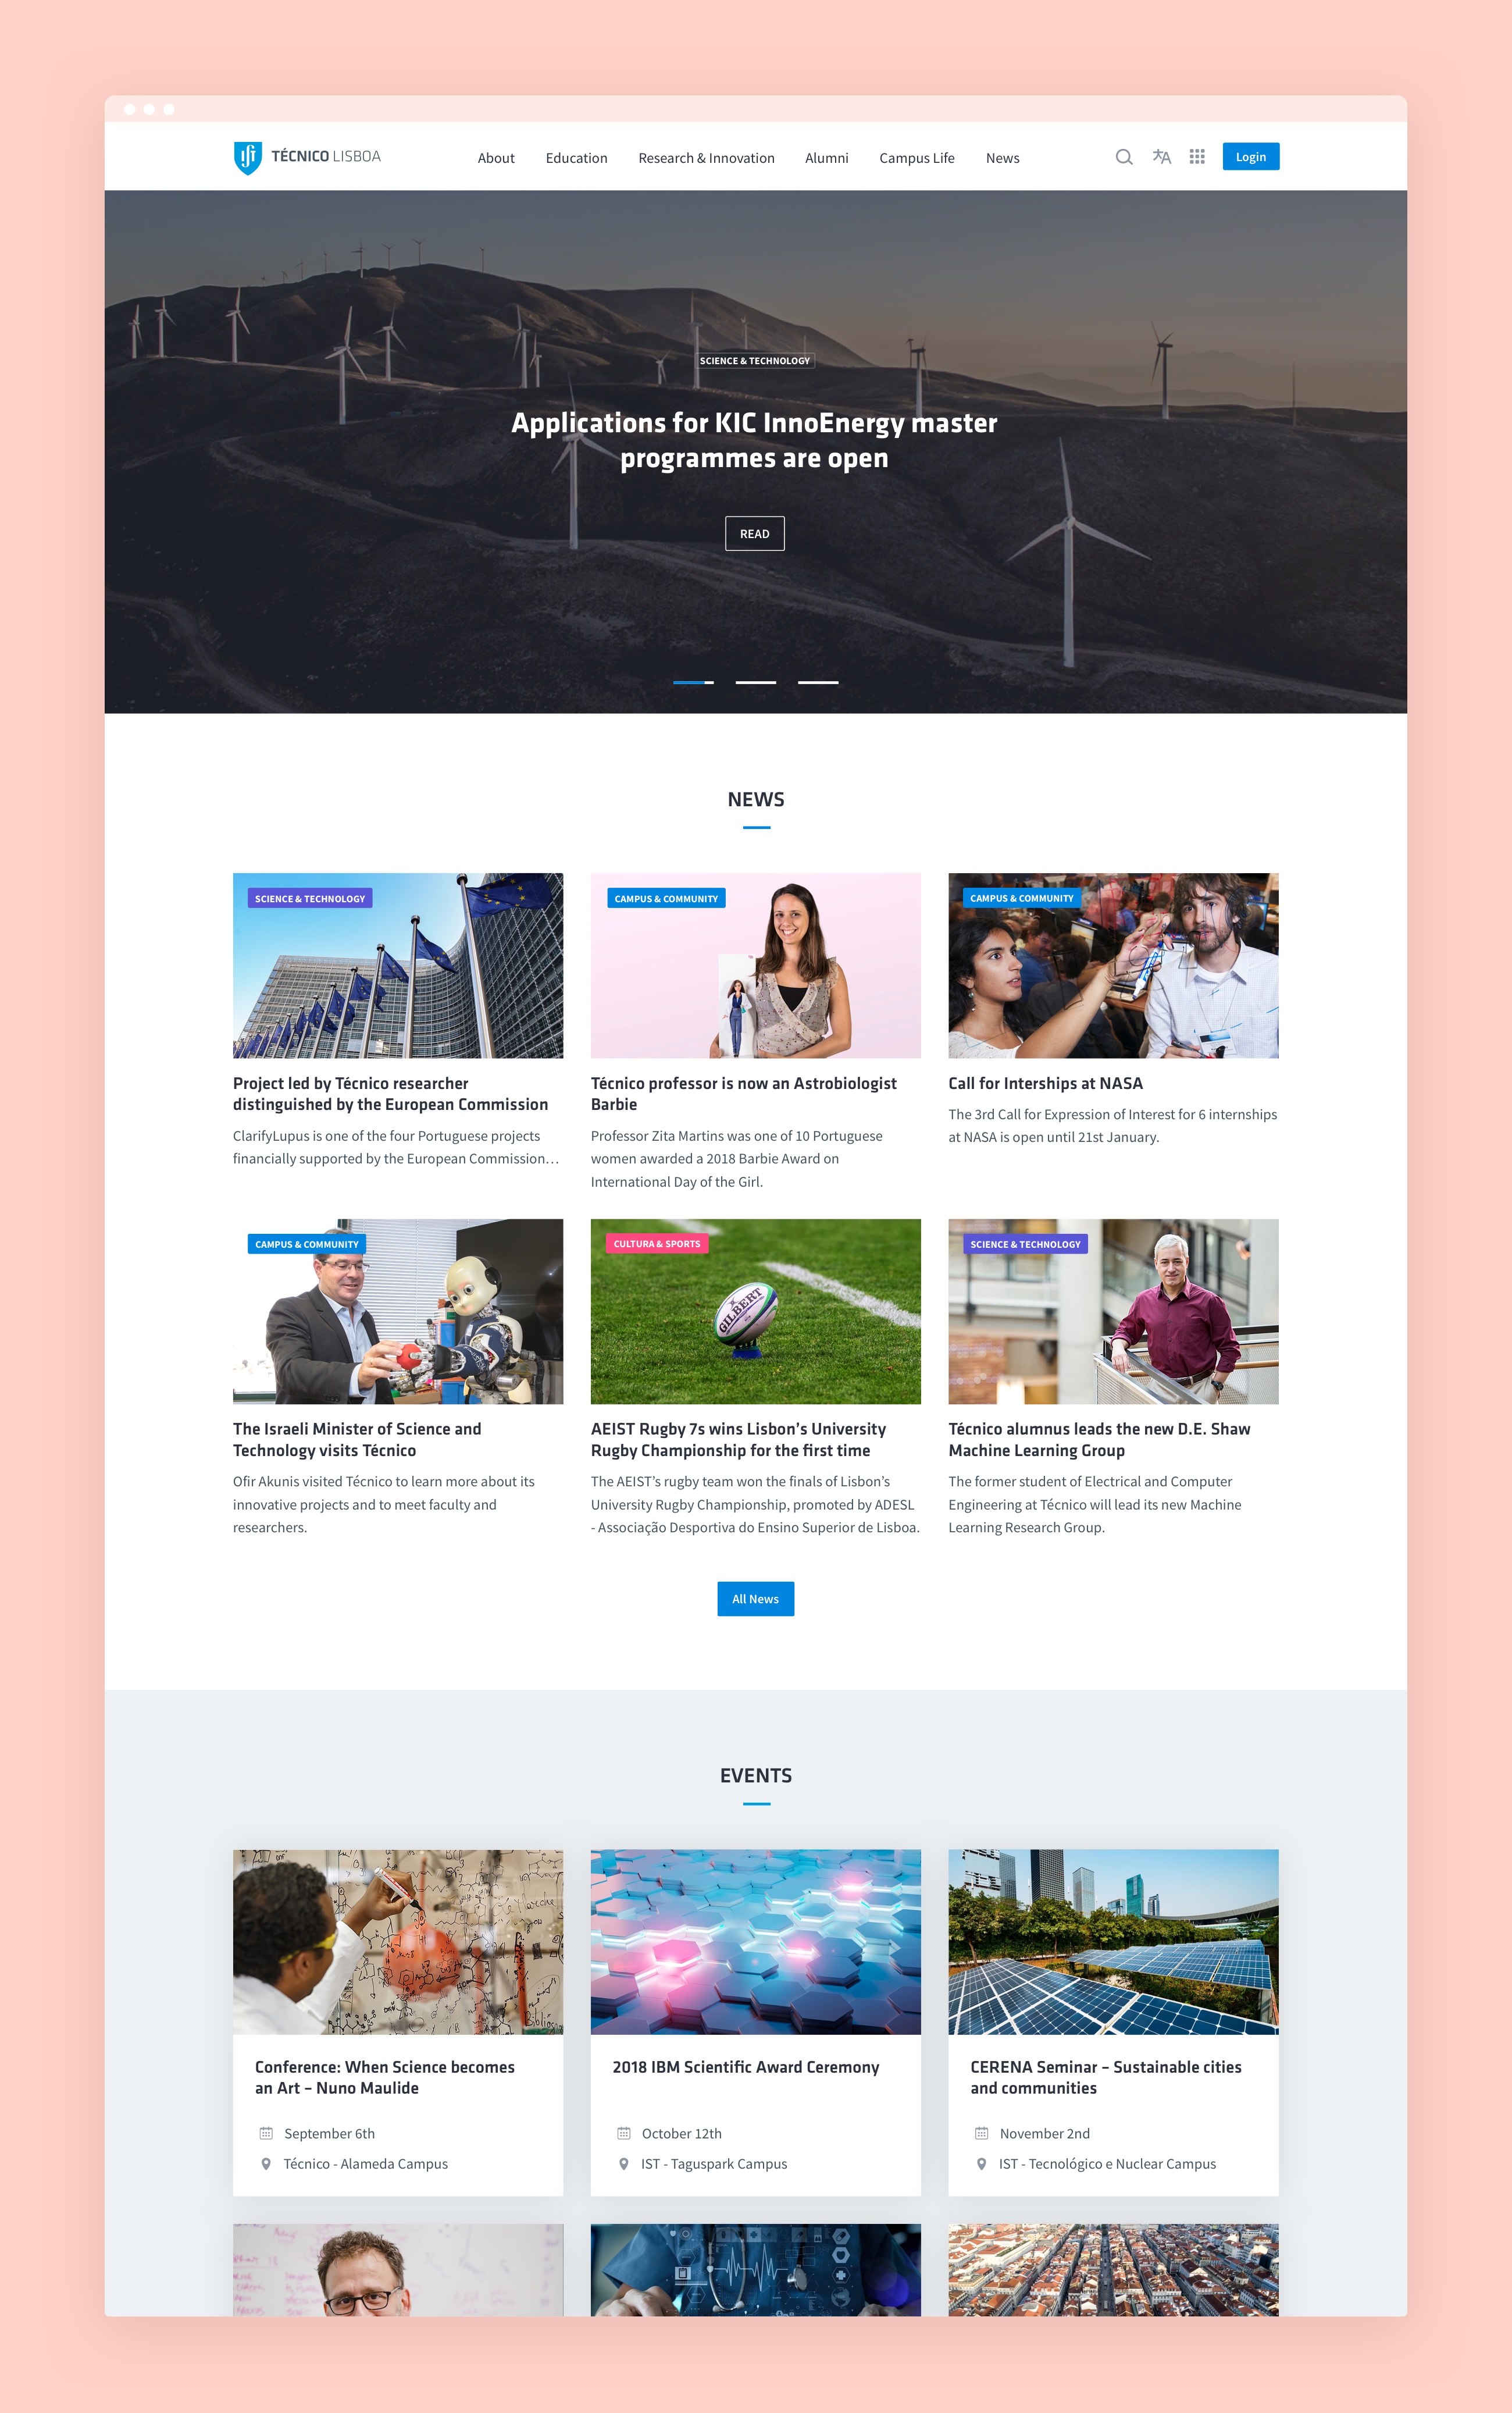 TÉCNICO LISBOA
About Education Research & Innovation Alumni Campus Life News
Login
SCIENCE & TECHNOLOGY
Applications for KIC InnoEnergy master
programmes are open
READ
NEWS
SCIENCE & TECHNOLOGY
Project led by Técnico researcher
distinguished by the European Commission
ClarifyLupus is one of the four Portuguese projects
financially supported by the European Commission…
CAMPUS & COMMUNITY
Técnico professor is now an Astrobiologist
Barbie
Professor Zita Martins was one of 10 Portuguese
women awarded a 2018 Barbie Award on
International Day of the Girl.
CAMPUS & COMMUNITY
Call for Interships at NASA
The 3rd Call for Expression of Interest for 6 internships
at NASA is open until 21st January.
CAMPUS & COMMUNITY
The Israeli Minister of Science and
Technology visits Técnico
Ofir Akunis visited Técnico to learn more about its
innovative projects and to meet faculty and
researchers.
CULTURA & SPORTS
GILBERT
AEIST Rugby 7s wins Lisbon’s University
Rugby Championship for the first time
The AEIST’s rugby team won the finals of Lisbon’s
University Rugby Championship, promoted by ADESL
- Associação Desportiva do Ensino Superior de Lisboa.
SCIENCE & TECHNOLOGY
Técnico alumnus leads the new D.E. Shaw
Machine Learning Group
The former student of Electrical and Computer
Engineering at Técnico will lead its new Machine
Learning Research Group.
All News
EVENTS
Conference: When Science becomes
an Art – Nuno Maulide
September 6th
Técnico - Alameda Campus
2018 IBM Scientific Award Ceremony
October 12th
IST - Taguspark Campus
CERENA Seminar – Sustainable cities
and communities
November 2nd
IST - Tecnológico e Nuclear Campus